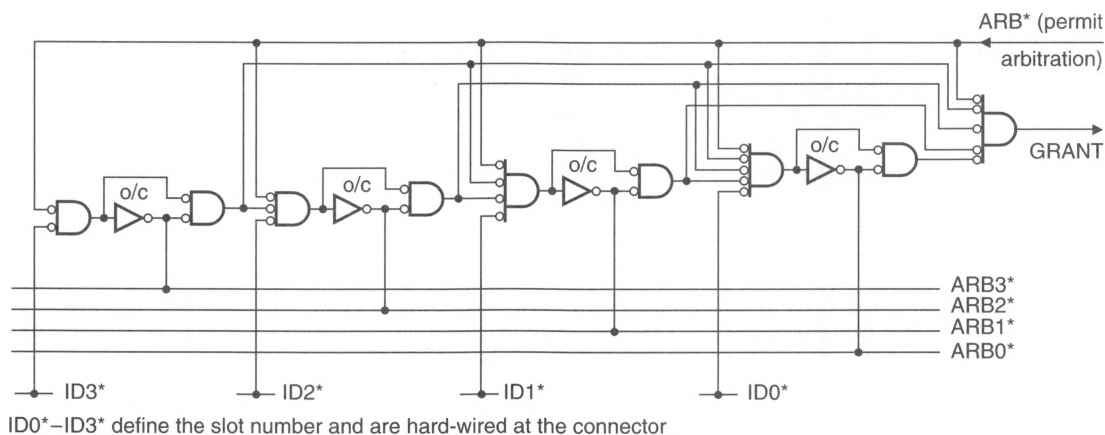 ARB* (permit
arbitration)
GRANT
o/c
o/c
o/c
o/c
ARB3*
ARB2*
ARB1*
ARB0*
ID3*
ID2*
ID1*
ID0*
ID0*–ID3* define the slot number and are hard-wired at the connector